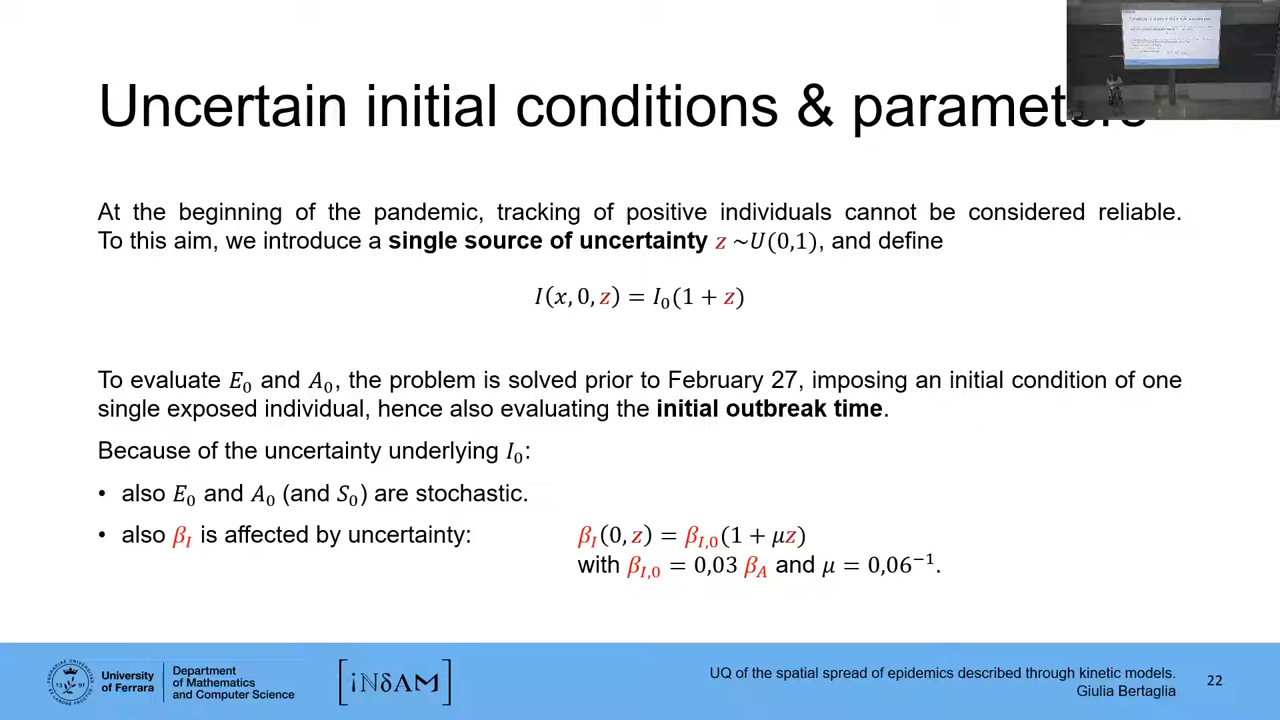 Uncertain initial conditions & parameters
At the beginning of the pandemic, tracking of positive individuals cannot be considered reliable.
To this aim, we introduce a single source of uncertainty z ~U(0,1), and define
I(x, 0, z) = I₀(1 + z)
To evaluate E₀ and A₀, the problem is solved prior to February 27, imposing an initial condition of one
single exposed individual, hence also evaluating the initial outbreak time.
Because of the uncertainty underlying I₀:
• also E₀ and A₀ (and S₀) are stochastic.
• also β_I is affected by uncertainty: β_I(0, z) = β_{I,0}(1 + μz)
with β_{I,0} = 0,03 β_A and μ = 0,06⁻¹.
University
of Ferrara
Department
of Mathematics
and Computer Science
[iNδAM]
UQ of the spatial spread of epidemics described through kinetic models.
Giulia Bertaglia
22